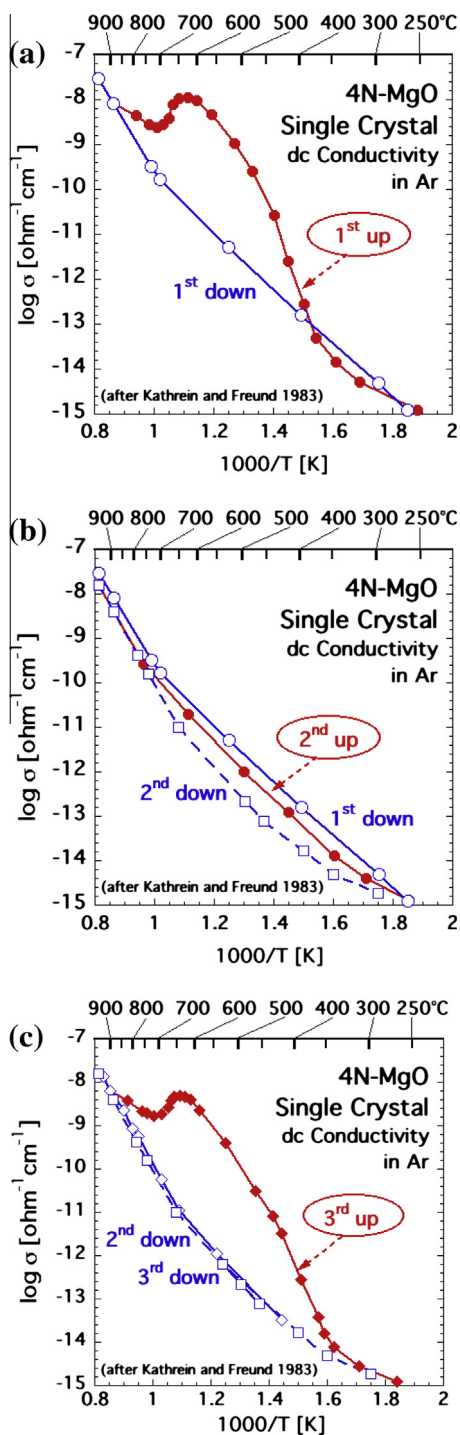 (a)
900 800 700 600 500 400 300 250°C
-7
-8
-9
-10
-11
-12
-13
-14
-15
log σ [ohm⁻¹cm⁻¹]
4N-MgO
Single Crystal
dc Conductivity
in Ar
1st up
1st down
(after Kathrein and Freund 1983)
0.8 1 1.2 1.4 1.6 1.8 2
1000/T [K]
(b)
900 800 700 600 500 400 300 250°C
-7
-8
-9
-10
-11
-12
-13
-14
-15
log σ [ohm⁻¹cm⁻¹]
4N-MgO
Single Crystal
dc Conductivity
in Ar
2nd up
2nd down
1st down
(after Kathrein and Freund 1983)
0.8 1 1.2 1.4 1.6 1.8 2
1000/T [K]
(c)
900 800 700 600 500 400 300 250°C
-7
-8
-9
-10
-11
-12
-13
-14
-15
log σ [ohm⁻¹cm⁻¹]
4N-MgO
Single Crystal
dc Conductivity
in Ar
3rd up
2nd down
3rd down
(after Kathrein and Freund 1983)
0.8 1 1.2 1.4 1.6 1.8 2
1000/T [K]